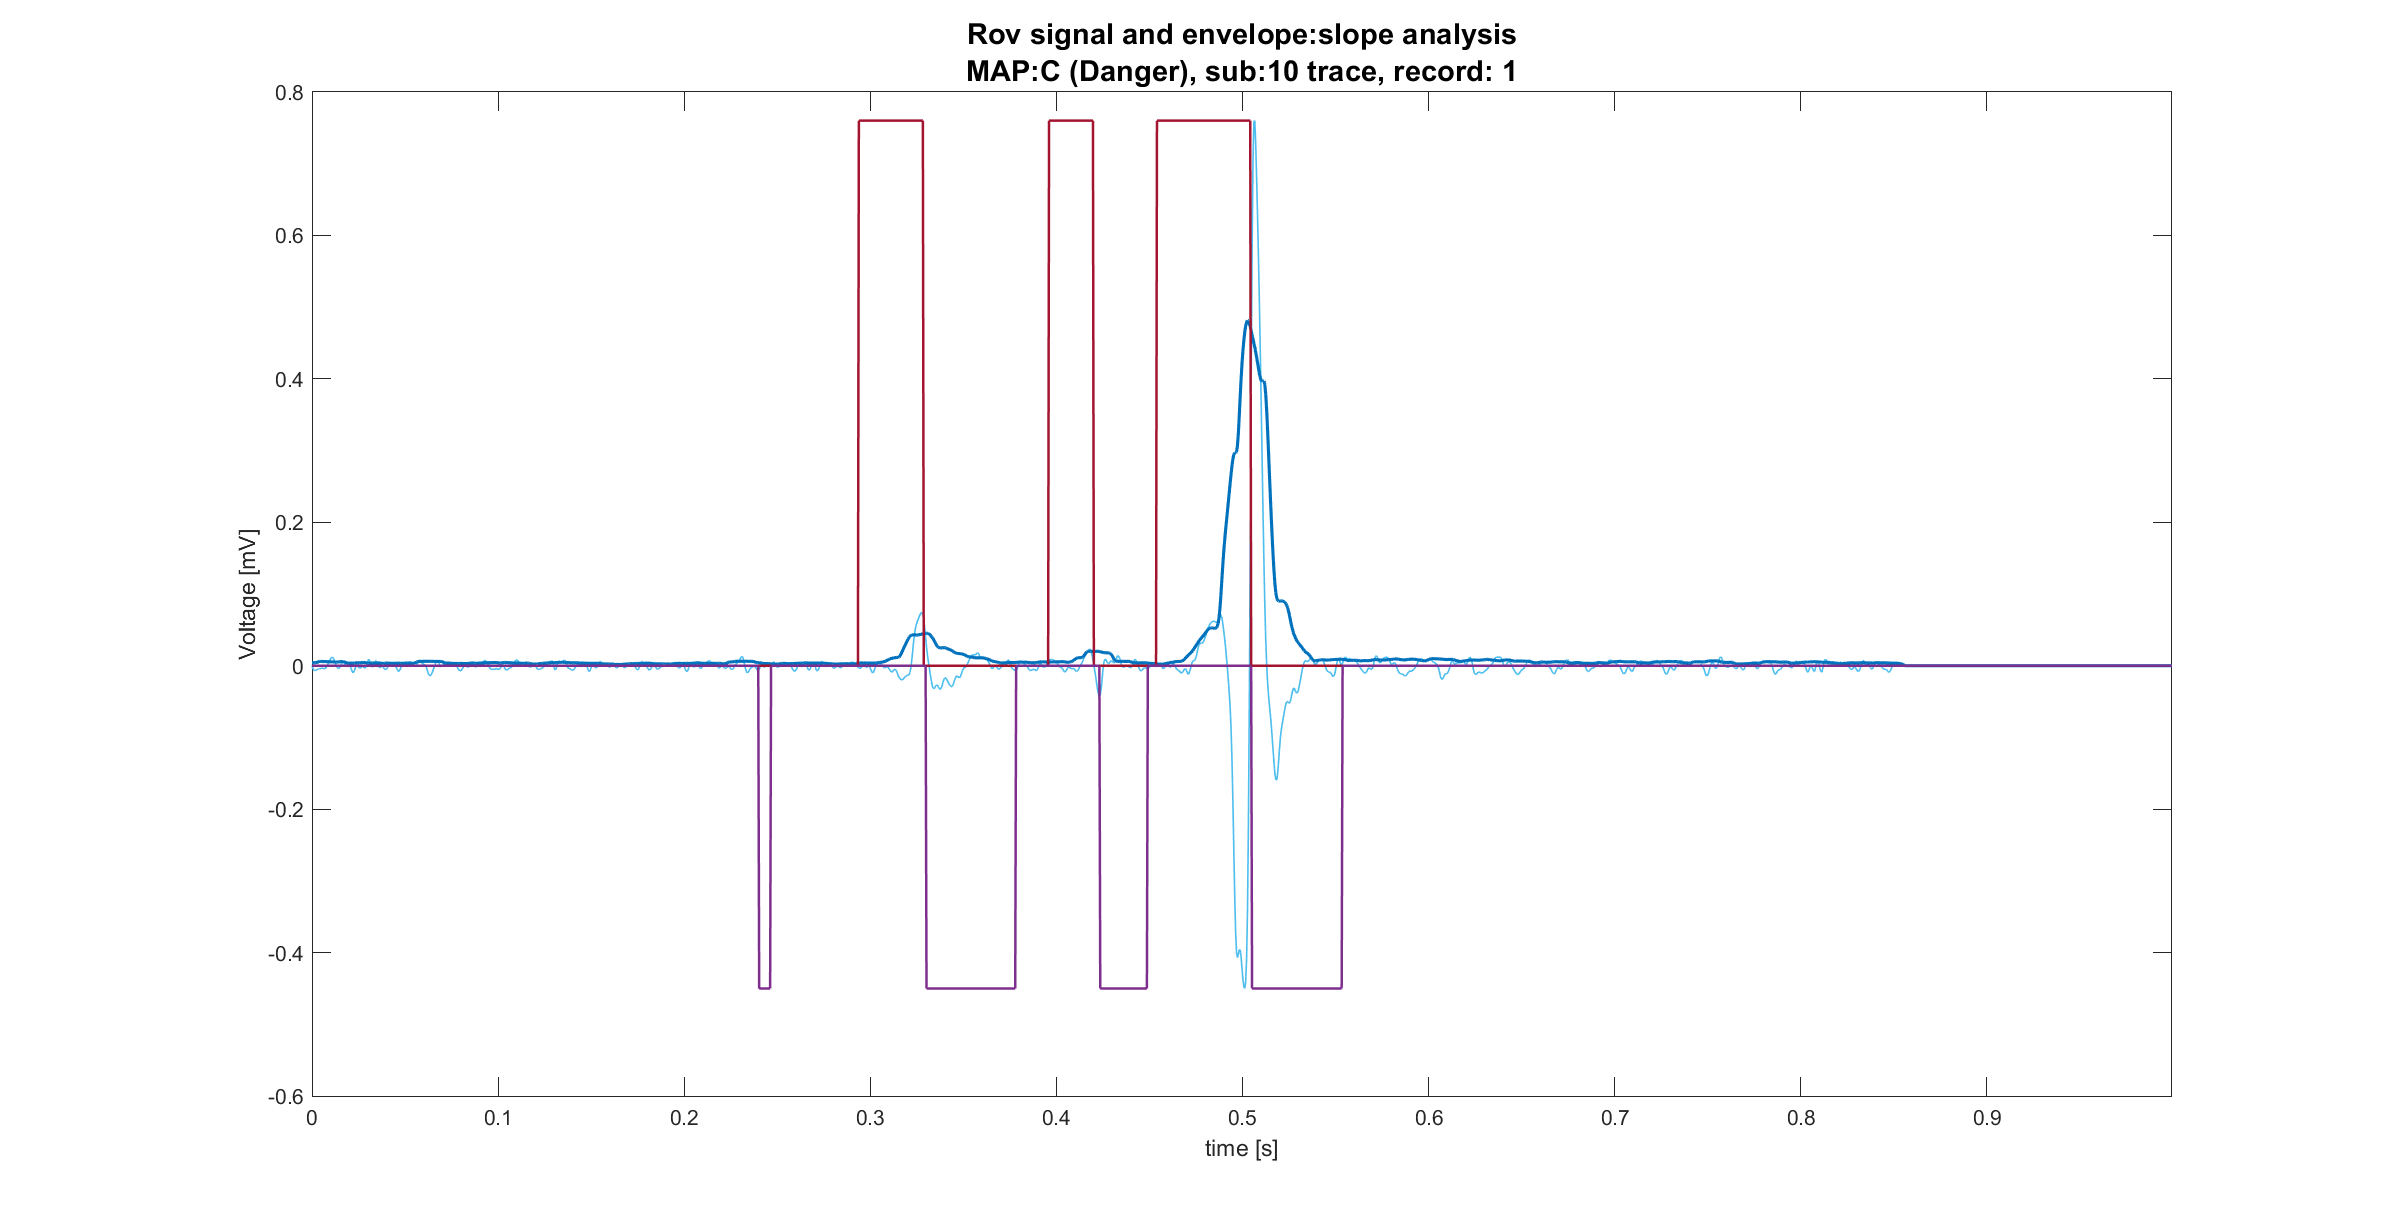 Rov signal and envelope:slope analysis
MAP:C (Danger), sub:10 trace, record: 1
0.8
0.6
0.4
0.2
0
-0.2
-0.4
-0.6
Voltage [mV]
0 0.1 0.2 0.3 0.4 0.5 0.6 0.7 0.8 0.9
time [s]